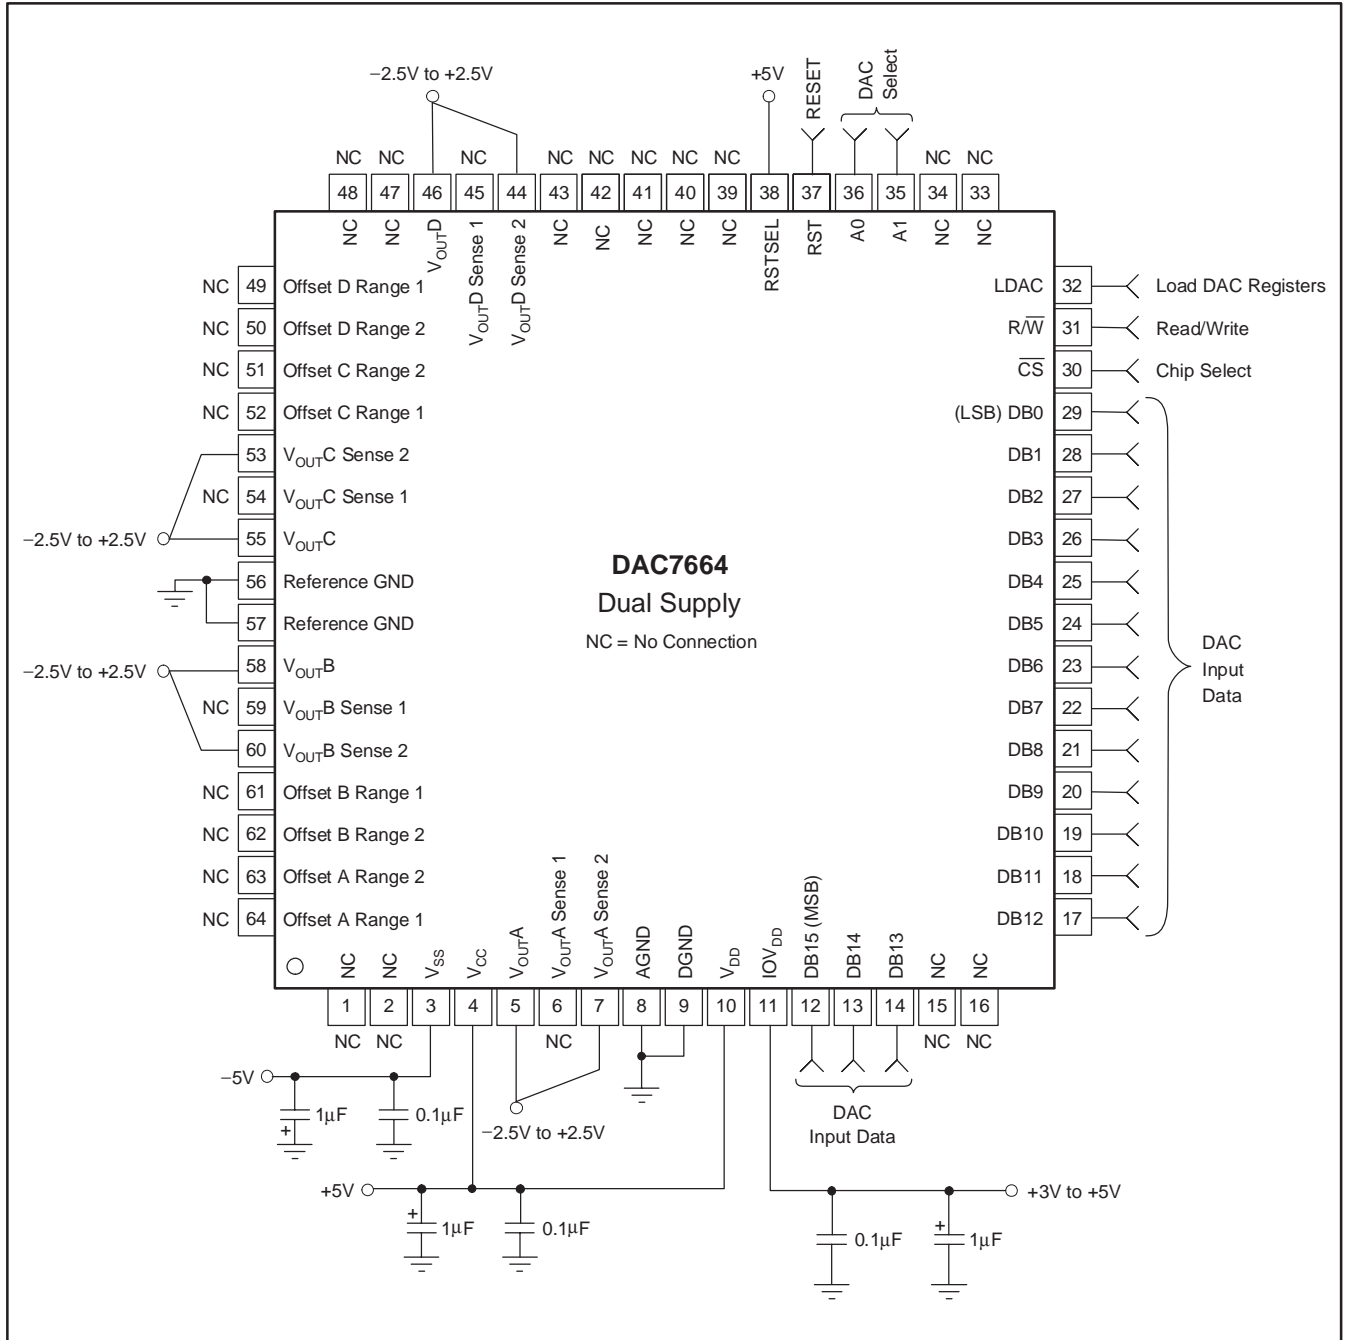 −2.5V to +2.5V
+5V
RESET
DAC
Select
NC NC NC NC NC NC NC NC NC NC
48 47 46 45 44 43 42 41 40 39 38 37 36 35 34 33
NC NC VOUTD VOUTD Sense 1 VOUTD Sense 2 NC NC NC NC NC RSTSEL RST A0 A1 NC NC
NC 49 Offset D Range 1
NC 50 Offset D Range 2
NC 51 Offset C Range 2
NC 52 Offset C Range 1
53 VOUTC Sense 2
NC 54 VOUTC Sense 1
−2.5V to +2.5V 55 VOUTC
56 Reference GND
57 Reference GND
−2.5V to +2.5V 58 VOUTB
NC 59 VOUTB Sense 1
60 VOUTB Sense 2
NC 61 Offset B Range 1
NC 62 Offset B Range 2
NC 63 Offset A Range 2
NC 64 Offset A Range 1
DAC7664
Dual Supply
NC = No Connection
LDAC 32 Load DAC Registers
R/W̅ 31 Read/Write
C̅S̅ 30 Chip Select
(LSB) DB0 29
DB1 28
DB2 27
DB3 26
DB4 25
DB5 24
DB6 23
DB7 22
DB8 21
DB9 20
DB10 19
DB11 18
DB12 17
DAC
Input
Data
NC NC VSS VCC VOUTA VOUTA Sense 1 VOUTA Sense 2 AGND DGND VDD IOVDD DB15 (MSB) DB14 DB13 NC NC
1 2 3 4 5 6 7 8 9 10 11 12 13 14 15 16
NC NC NC NC NC
−5V
+ 1µF 0.1µF
−2.5V to +2.5V
DAC
Input Data
+5V
+ 1µF 0.1µF
+3V to +5V
0.1µF + 1µF